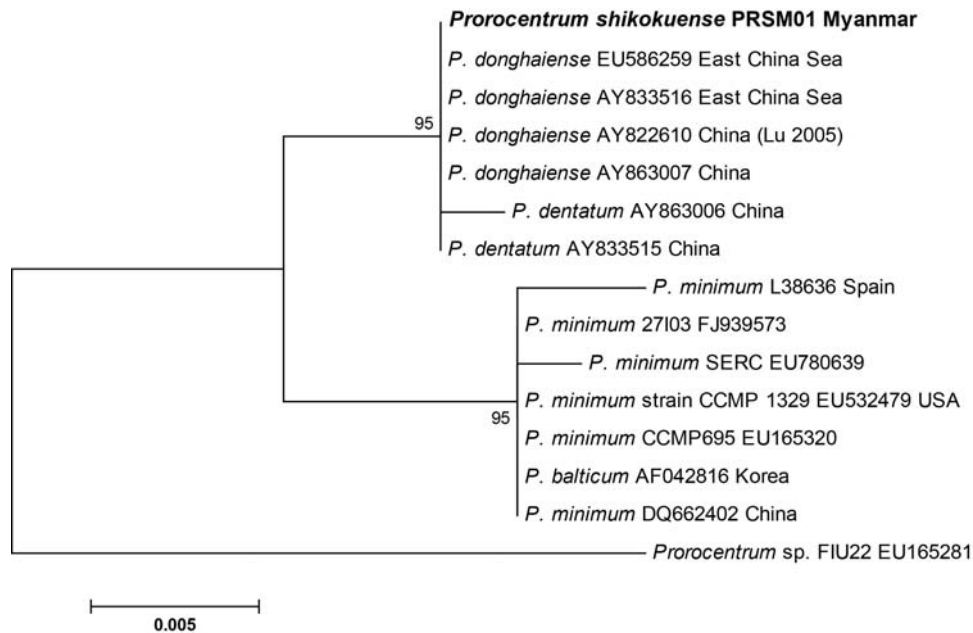 Prorocentrum shikokuense PRSM01 Myanmar
P. donghaiense EU586259 East China Sea
P. donghaiense AY833516 East China Sea
95
P. donghaiense AY822610 China (Lu 2005)
P. donghaiense AY863007 China
P. dentatum AY863006 China
P. dentatum AY833515 China
P. minimum L38636 Spain
P. minimum 27I03 FJ939573
P. minimum SERC EU780639
P. minimum strain CCMP 1329 EU532479 USA
95
P. minimum CCMP695 EU165320
P. balticum AF042816 Korea
P. minimum DQ662402 China
Prorocentrum sp. FIU22 EU165281
0.005